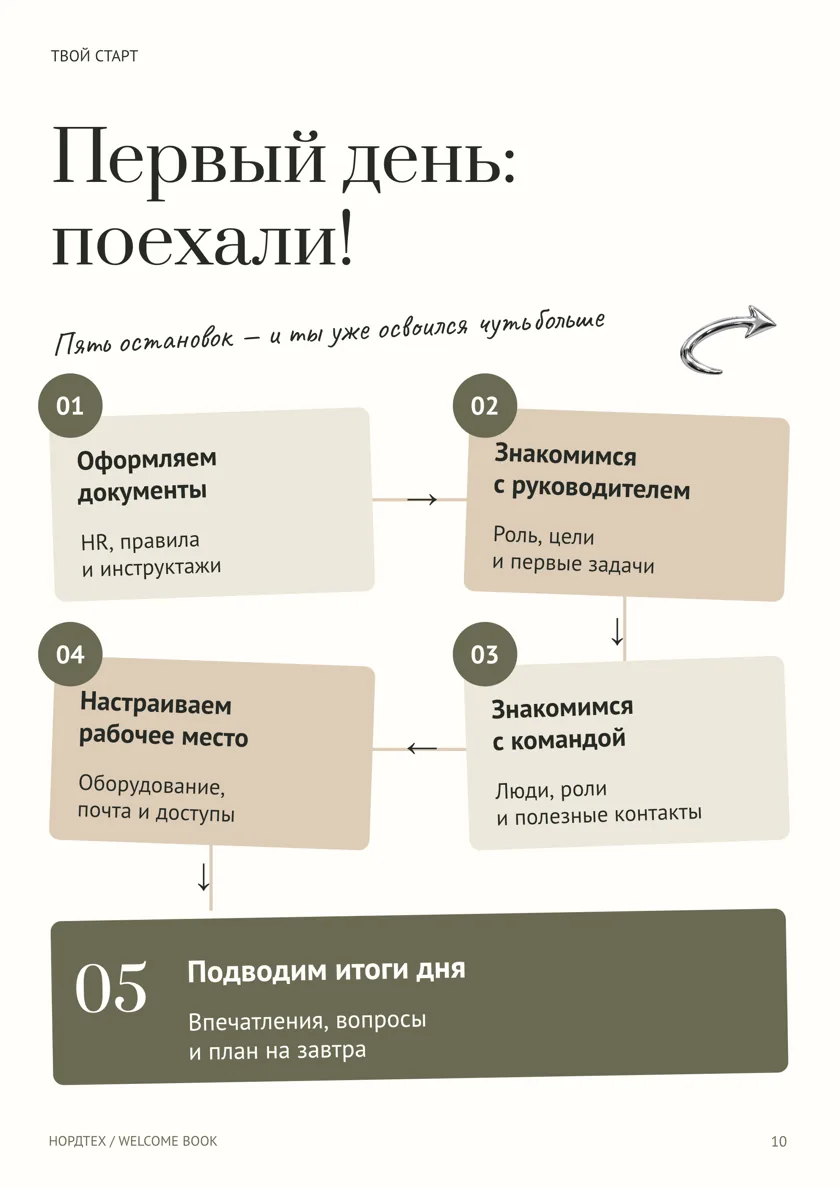 ТВОЙ СТАРТ
Первый день:
поехали!
Пять остановок — и ты уже освоился чуть больше
01
Оформляем
документы
HR, правила
и инструктажи
→
02
Знакомимся
с руководителем
Роль, цели
и первые задачи
↓
03
Знакомимся
с командой
Люди, роли
и полезные контакты
←
04
Настраиваем
рабочее место
Оборудование,
почта и доступы
↓
05
Подводим итоги дня
Впечатления, вопросы
и план на завтра
НОРДТЕХ / WELCOME BOOK
10